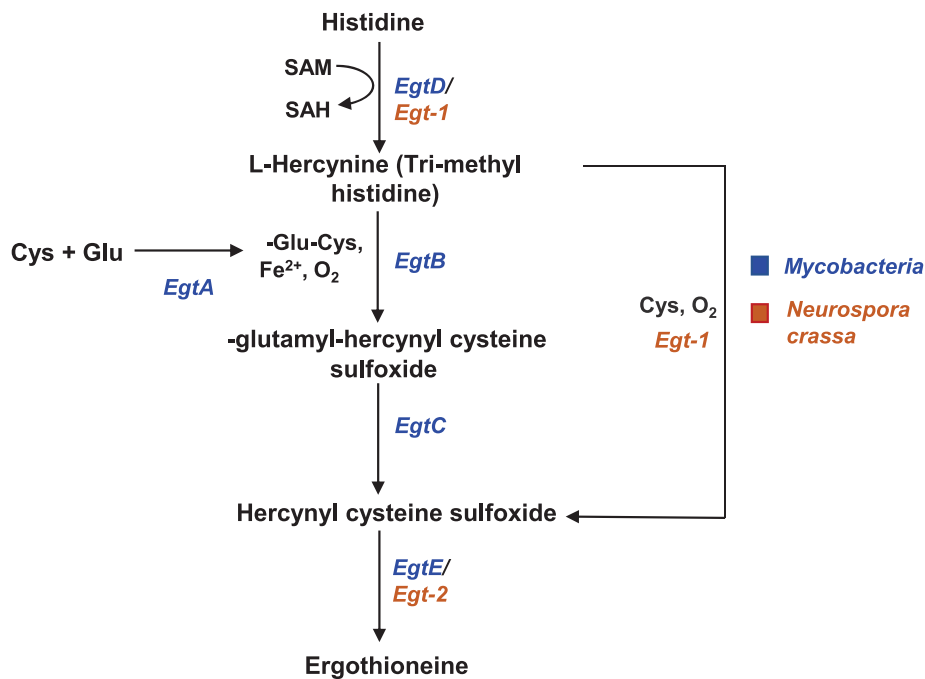 Histidine
SAM
EgtD/
SAH
Egt-1
L-Hercynine (Tri-methyl
histidine)
Cys + Glu
EgtA
-Glu-Cys,
Fe²⁺, O₂
EgtB
Mycobacteria
Cys, O₂
Egt-1
Neurospora
crassa
-glutamyl-hercynyl cysteine
sulfoxide
EgtC
Hercynyl cysteine sulfoxide
EgtE/
Egt-2
Ergothioneine